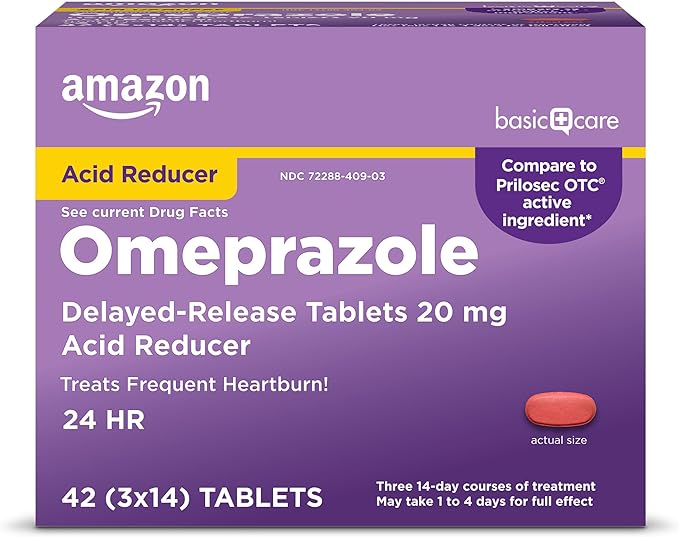 Omeprazole
amazon
basic care
Acid Reducer
NDC 72288-409-03
Compare to
Prilosec OTC®
active
ingredient*
See current Drug Facts
Omeprazole
Delayed-Release Tablets 20 mg
Acid Reducer
Treats Frequent Heartburn!
24 HR
actual size
42 (3x14) TABLETS
Three 14-day courses of treatment
May take 1 to 4 days for full effect